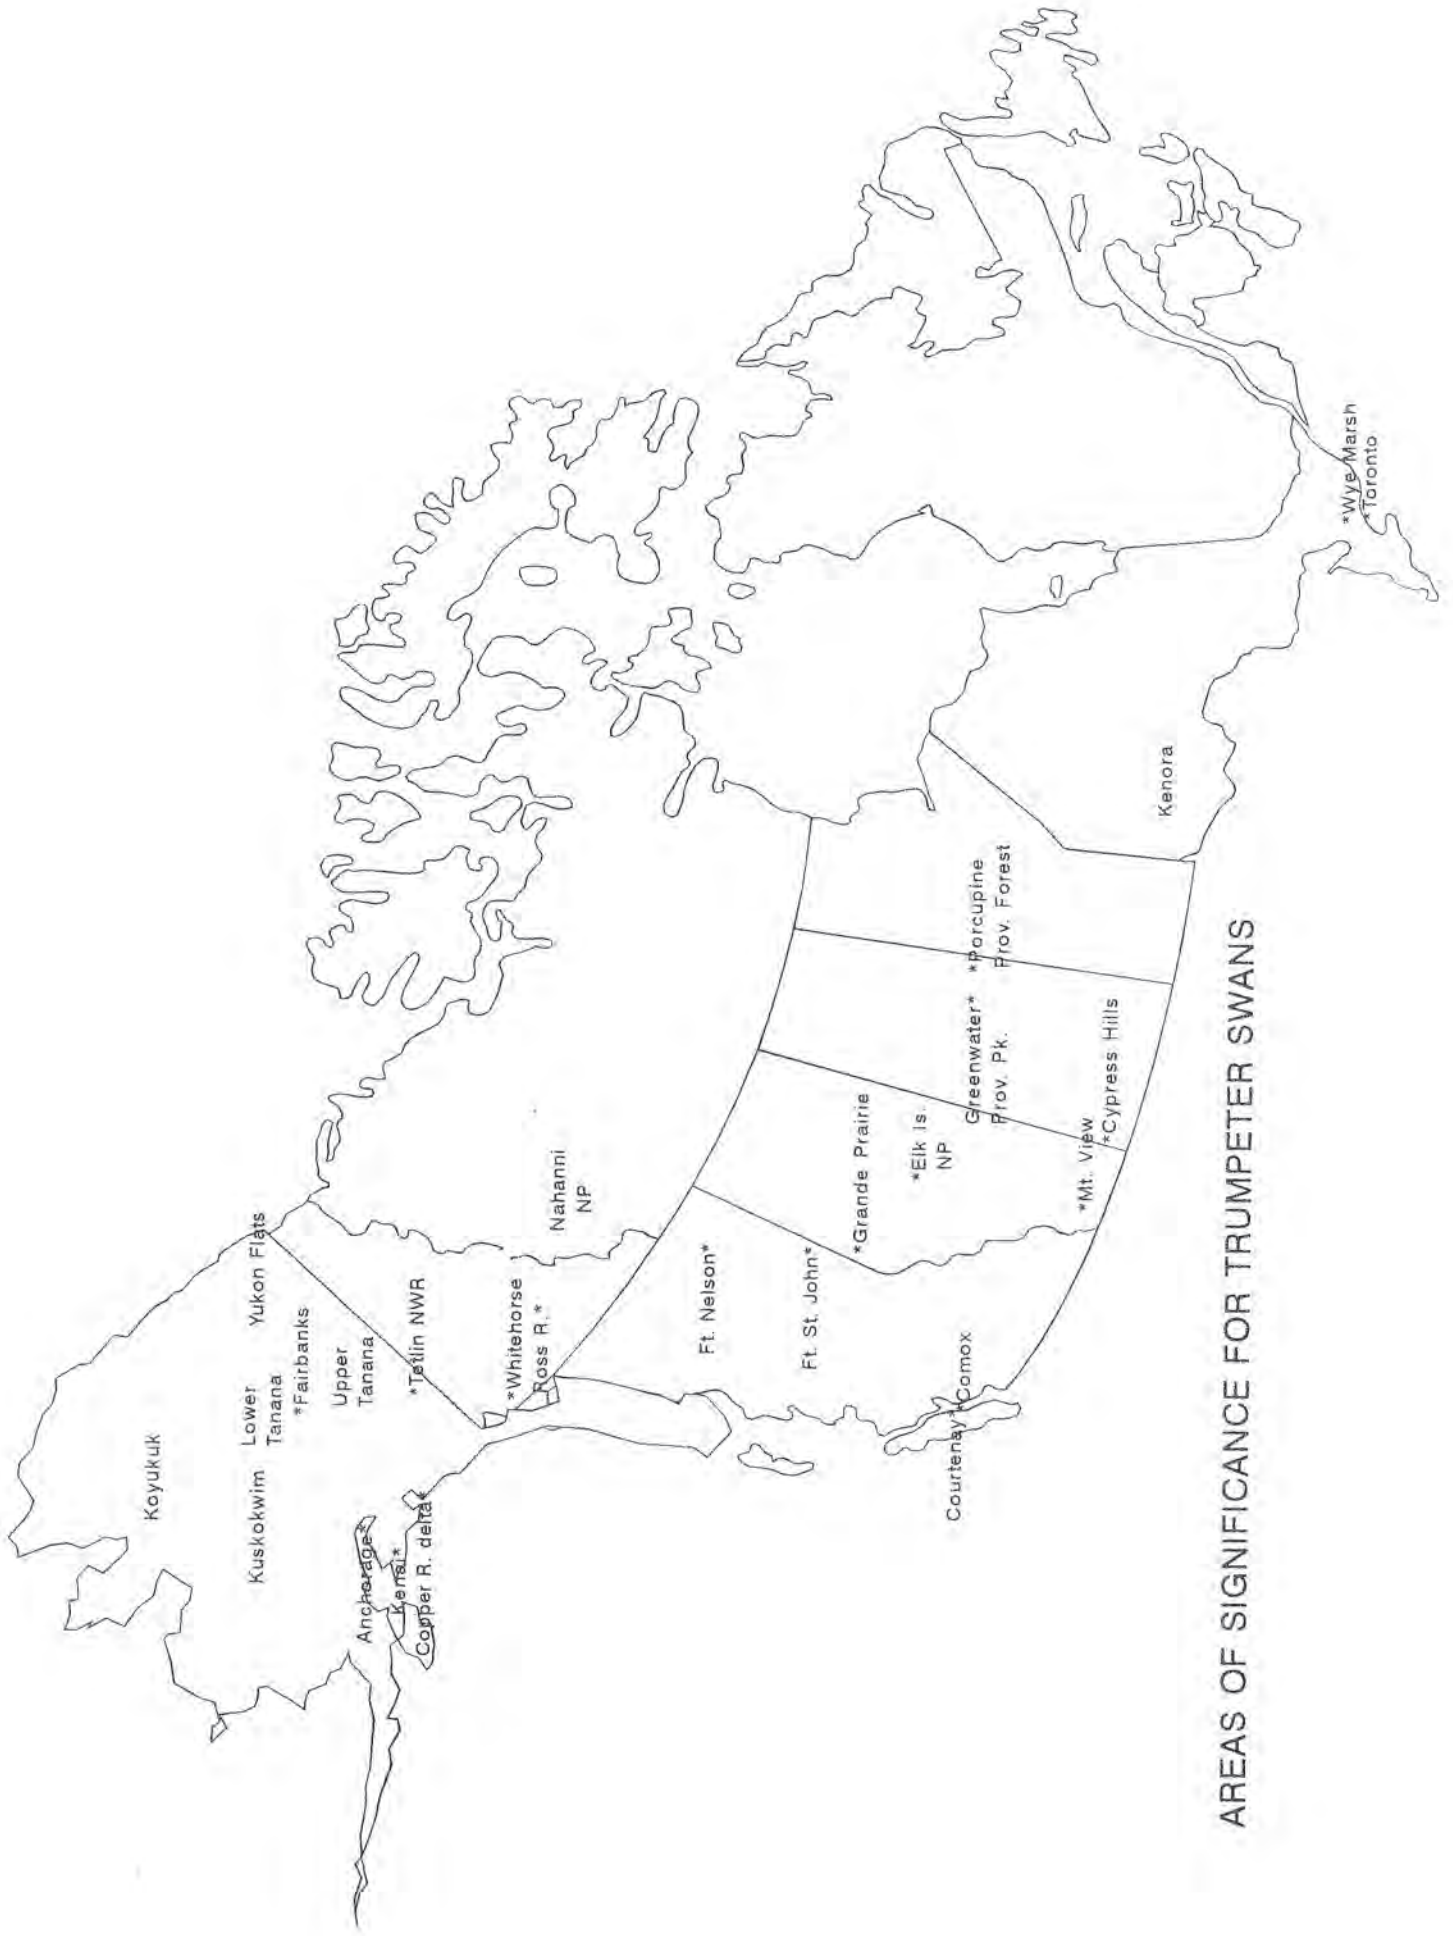 Koyukuk
Kuskokwim
Lower
Tanana
Yukon Flats
*Fairbanks
Upper
Tanana
Anchorage*
Kenai*
Copper R. delta*
*Tetlin NWR
*Whitehorse
Ross R.*
Nahanni
NP
Ft. Nelson*
Ft. St. John*
*Grande Prairie
*Elk Is.
NP
Courtenay*
*Comox
Greenwater*
Prov. Pk.
*Porcupine
Prov. Forest
*Mt. View
*Cypress Hills
Kenora
*Wye Marsh
*Toronto
AREAS OF SIGNIFICANCE FOR TRUMPETER SWANS